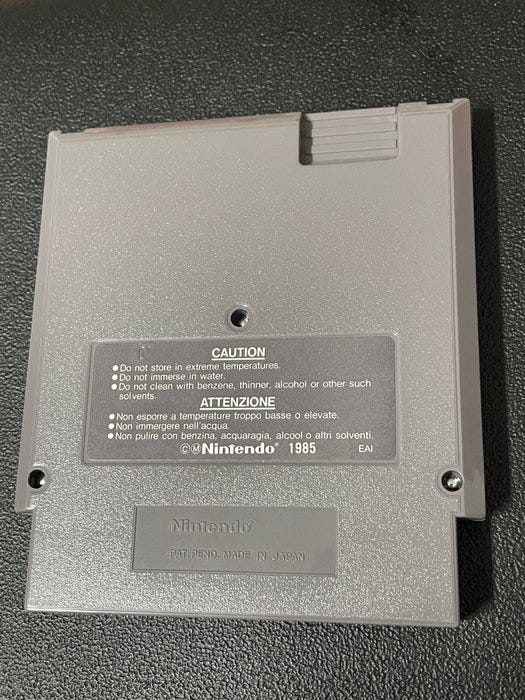 CAUTION
●Do not store in extreme temperatures.
●Do not immerse in water.
●Do not clean with benzene, thinner, alcohol or other such
solvents.
ATTENZIONE
●Non esporre a temperature troppo basse o elevate.
●Non immergere nell'acqua.
●Non pulire con benzina, acquaragia, alcool o altri solventi.
©ⓂNintendo® 1985 EAI
Nintendo®
PAT.PEND. MADE IN JAPAN